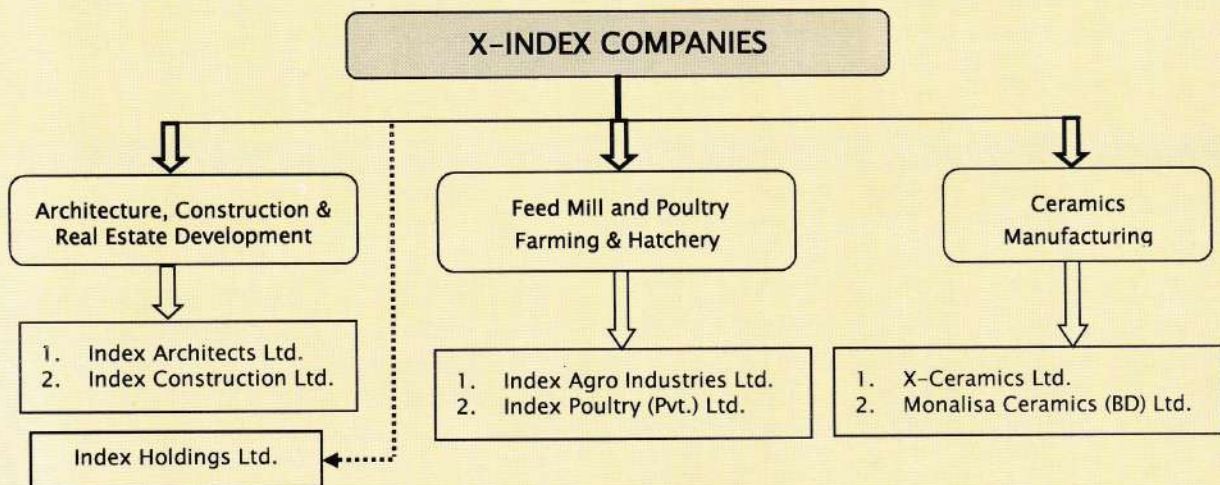 X-INDEX COMPANIES
Architecture, Construction &
Real Estate Development
1. Index Architects Ltd.
2. Index Construction Ltd.
Index Holdings Ltd.
Feed Mill and Poultry
Farming & Hatchery
1. Index Agro Industries Ltd.
2. Index Poultry (Pvt.) Ltd.
Ceramics
Manufacturing
1. X-Ceramics Ltd.
2. Monalisa Ceramics (BD) Ltd.